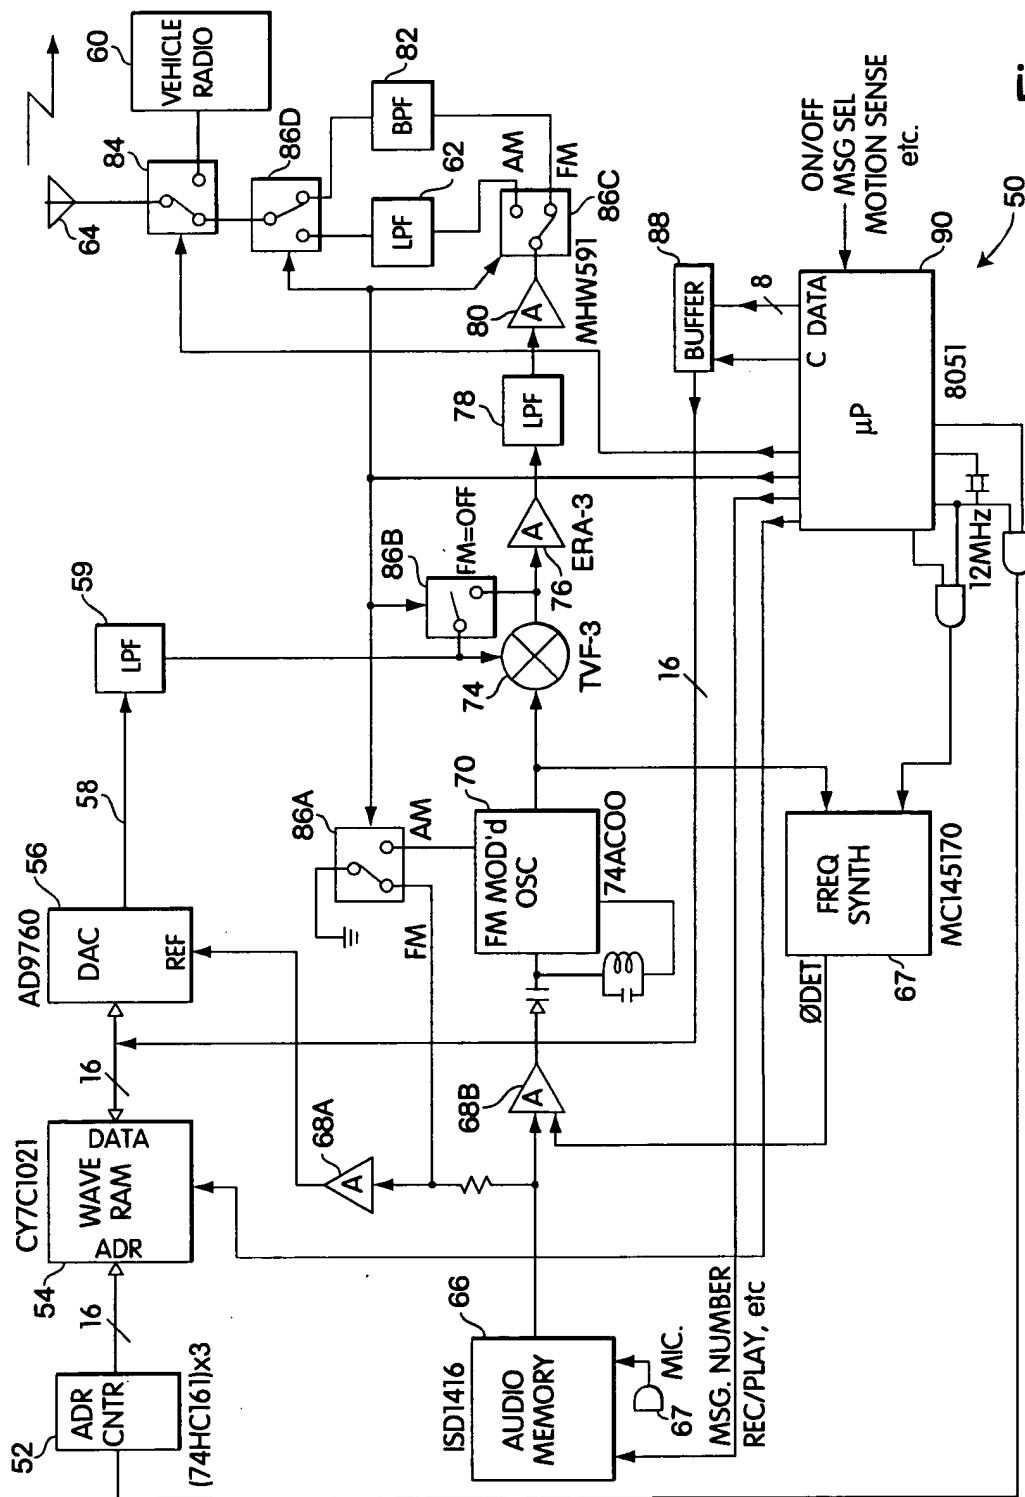 52
ADR
CNTR
(74HC161)x3
16
54
CY7C1021
ADR
WAVE
RAM
DATA
16
AD9760
56
DAC
REF
58
59
LPF
64
84
60
VEHICLE
RADIO
86D
82
BPF
LPF
62
AM
FM
86C
86A
AM
FM
86B
FM=OFF
74
TVF-3
A
76
ERA-3
78
LPF
80
A
MHW591
68A
A
68B
A
70
FM MOD'd
OSC
74AC00
66
ISD1416
AUDIO
MEMORY
67
MIC.
MSG. NUMBER
REC/PLAY, etc
ØDET
FREQ
SYNTH
67
MC145170
16
88
BUFFER
8
C DATA
µP
8051
90
12MHz
ON/OFF
MSG SEL
MOTION SENSE
etc.
50